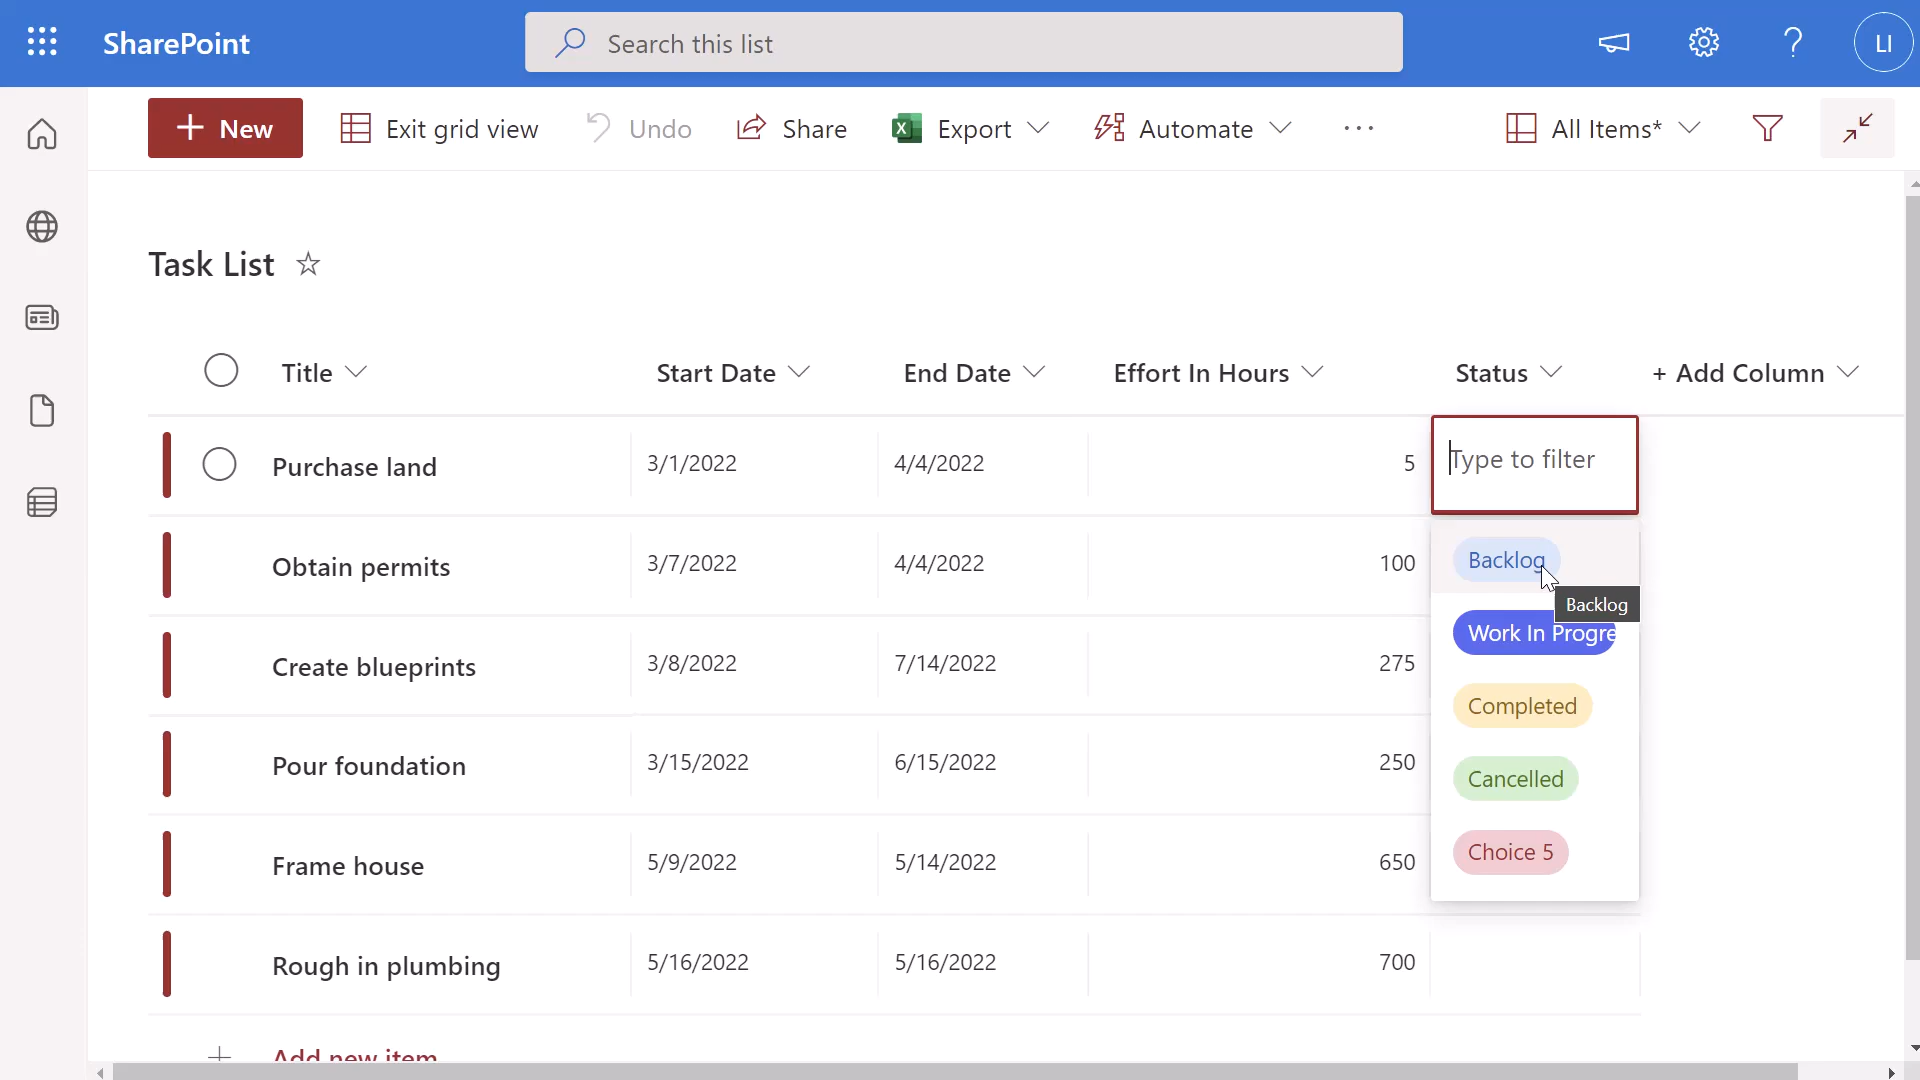 SharePoint
Search this list
LI
New
Exit grid view
Undo
Share
Export
Automate
All Items*
Task List
Title
Start Date
End Date
Effort In Hours
Status
+ Add Column
Purchase land 3/1/2022 4/4/2022 5 Type to filter
Obtain permits 3/7/2022 4/4/2022 100 Backlog
Backlog
Create blueprints 3/8/2022 7/14/2022 275 Work In Progre
Completed
Pour foundation 3/15/2022 6/15/2022 250 Cancelled
Frame house 5/9/2022 5/14/2022 650 Choice 5
Rough in plumbing 5/16/2022 5/16/2022 700
Add new item